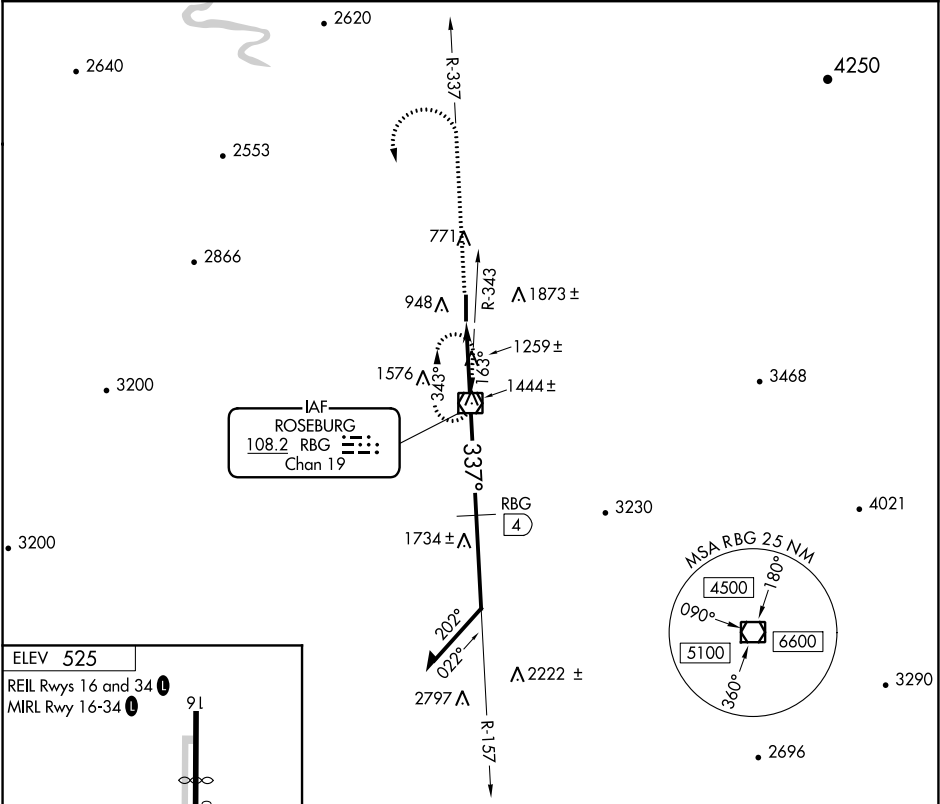 2620
2640
4250
R-337
2553
771
2866
R-343
948
1873 ±
1259 ±
163°
1576
343°
1444 ±
3468
3200
IAF
ROSEBURG
108.2 RBG
Chan 19
337°
RBG
4
3230
4021
1734 ±
3200
MSA RBG 25 NM
180°
4500
090°
5100
6600
360°
202°
022°
2222 ±
2797
R-157
3290
2696
ELEV 525
REIL Rwys 16 and 34 L
MIRL Rwy 16-34 L
16